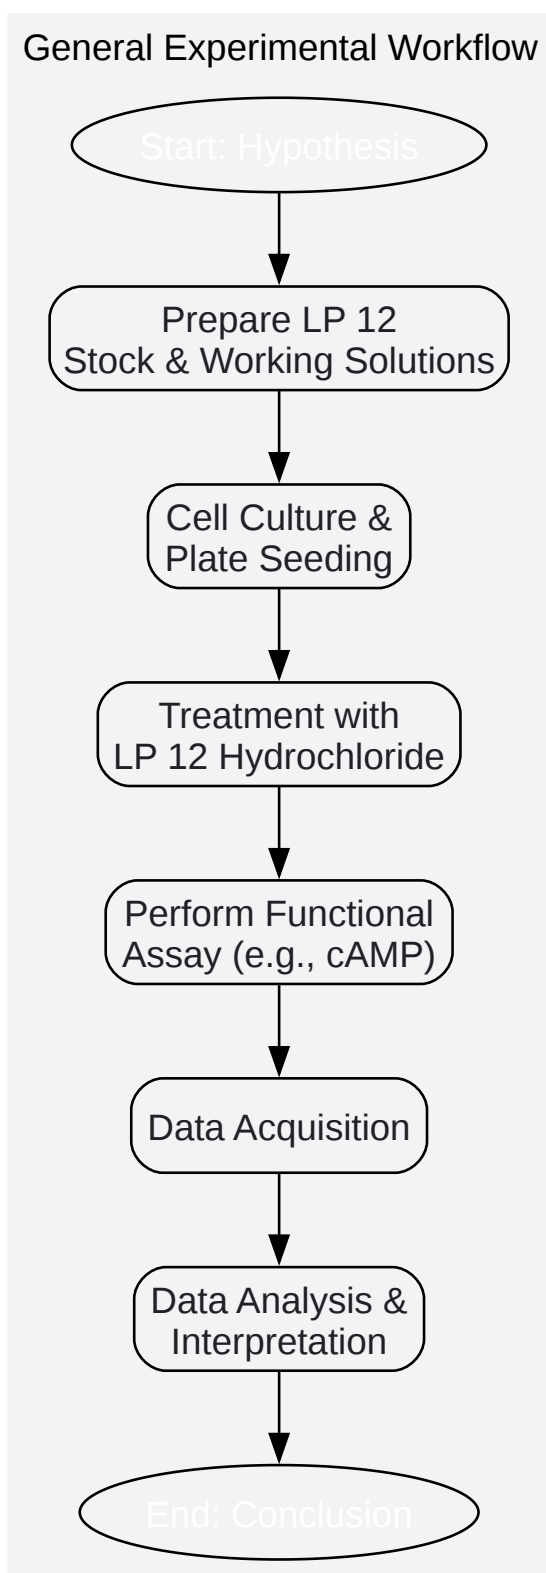 General Experimental Workflow
Start: Hypothesis
Prepare LP 12
Stock & Working Solutions
Cell Culture &
Plate Seeding
Treatment with
LP 12 Hydrochloride
Perform Functional
Assay (e.g., cAMP)
Data Acquisition
Data Analysis &
Interpretation
End: Conclusion